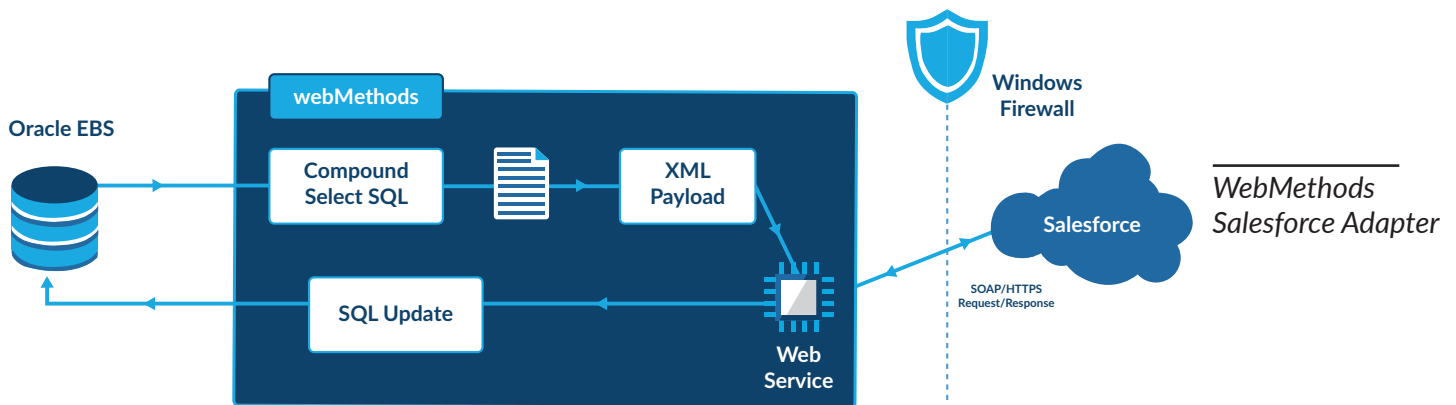 webMethods
Oracle EBS
Compound
Select SQL
XML
Payload
SQL Update
Web
Service
Windows
Firewall
Salesforce
SOAP/HTTPS
Request/Response
WebMethods
Salesforce Adapter